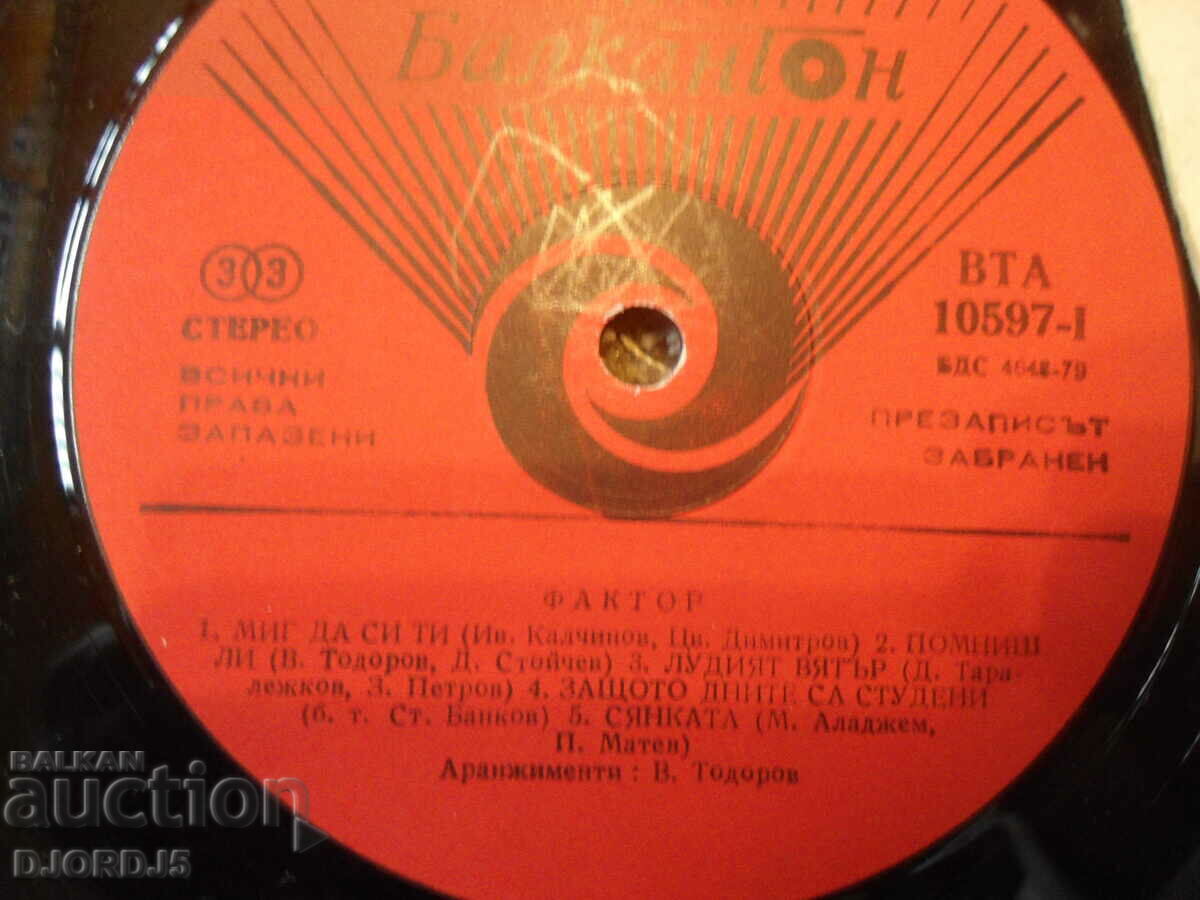 Балкантон
33
СТЕРЕО
ВСИЧКИ
ПРАВА
ЗАПАЗЕНИ
ВТА
10597-I
БДС 4648-79
ПРЕЗАПИСЪТ
ЗАБРАНЕН
ФАКТОР
1. МИГ ДА СИ ТИ (Ив. Калчинов, Цв. Димитров) 2. ПОМНИШ
ЛИ (В. Тодоров, Д. Стойчев) 3. ЛУДИЯТ ВЯТЪР (Д. Тара-
лежков, З. Петров) 4. ЗАЩОТО ДНИТЕ СА СТУДЕНИ
(б. т. Ст. Банков) 5. СЯНКАТА (М. Аладжем,
П. Матев)
Аранжименти : В. Тодоров
BALKAN
auction
DJORDJ5